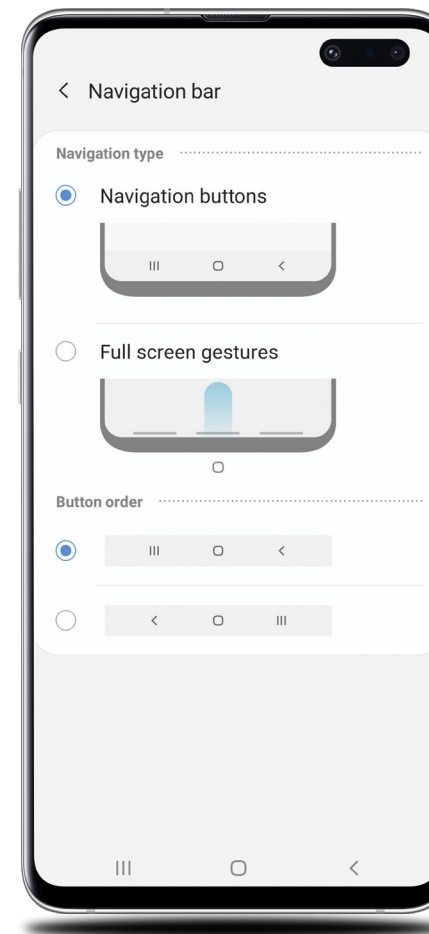 Navigation bar
Navigation type
Navigation buttons
Full screen gestures
Button order